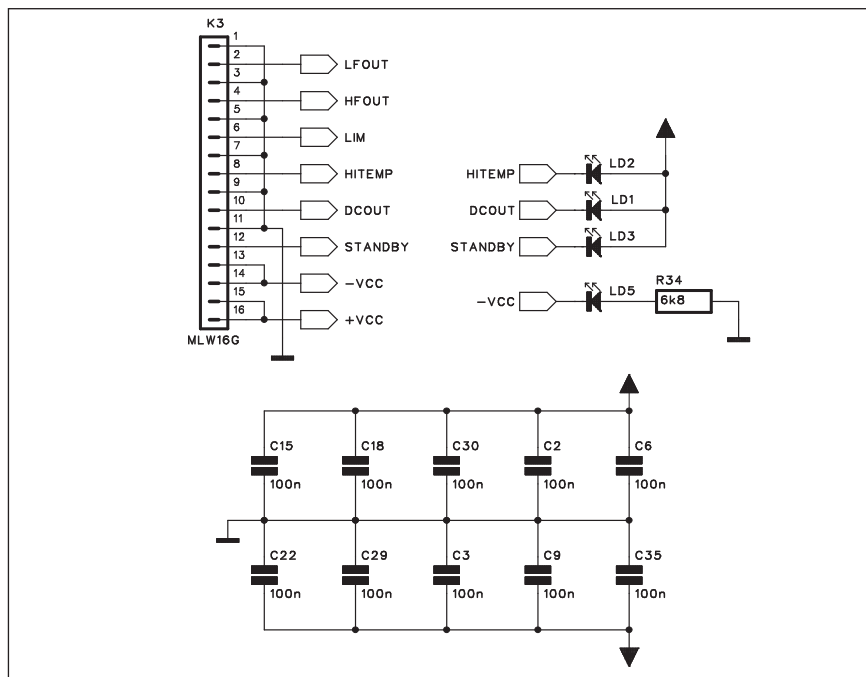 K3
1
2
LFOUT
3
4
HFOUT
5
6
LIM
7
8
HITEMP
9
10
DCOUT
11
12
STANDBY
13
14
-VCC
15
16
+VCC
MLW16G
HITEMP
LD2
DCOUT
LD1
STANDBY
LD3
-VCC
LD5
R34
6k8
C15
100n
C18
100n
C30
100n
C2
100n
C6
100n
C22
100n
C29
100n
C3
100n
C9
100n
C35
100n